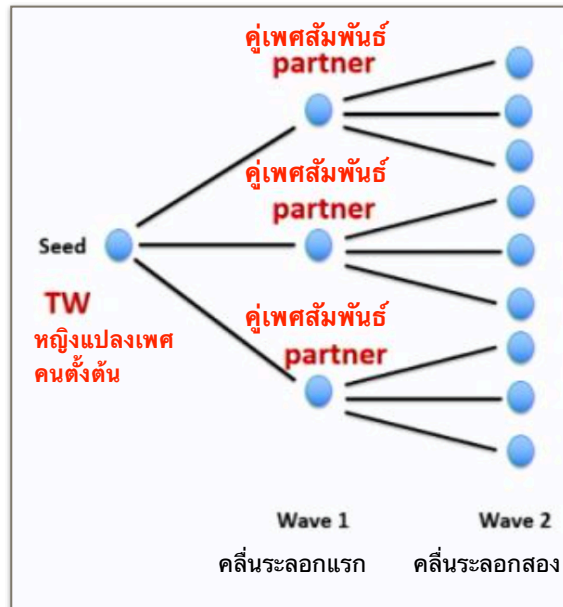 คู่เพศสัมพันธ์
partner
คู่เพศสัมพันธ์
partner
Seed
TW
หญิงแปลงเพศ
คนตั้งต้น
คู่เพศสัมพันธ์
partner
Wave 1
Wave 2
คลื่นระลอกแรก
คลื่นระลอกสอง